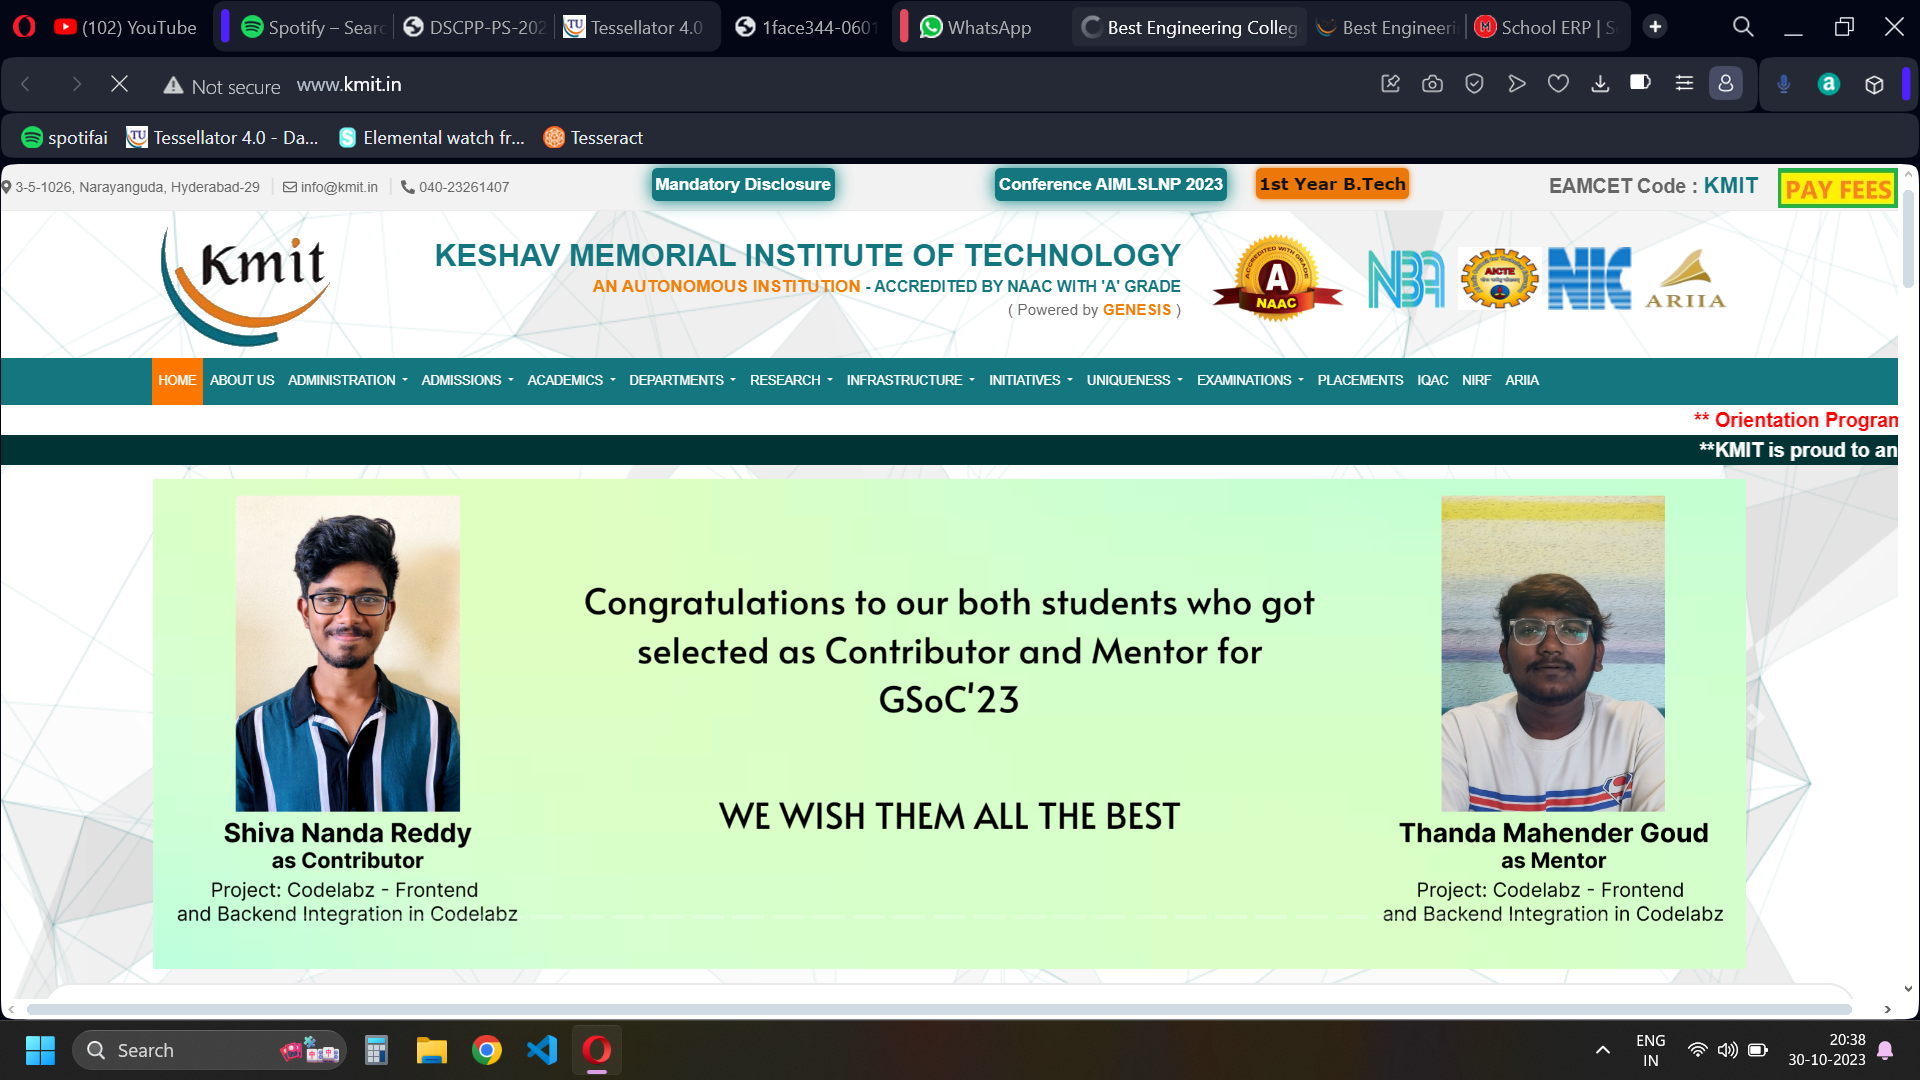 (102) YouTube
Spotify – Searc
DSCPP-PS-202
Tessellator 4.0
1face344-0601
WhatsApp
Best Engineering Colleg
Best Engineerin
School ERP | S
Not secure
www.kmit.in
spotifai
Tessellator 4.0 - Da...
Elemental watch fr...
Tesseract
3-5-1026, Narayanguda, Hyderabad-29
info@kmit.in
040-23261407
Mandatory Disclosure
Conference AIMLSLNP 2023
1st Year B.Tech
EAMCET Code : KMIT
PAY FEES
Kmit
KESHAV MEMORIAL INSTITUTE OF TECHNOLOGY
AN AUTONOMOUS INSTITUTION - ACCREDITED BY NAAC WITH 'A' GRADE
( Powered by GENESIS )
ACCREDITED WITH 'A' GRADE
A
NAAC
NBA
AICTE
NIC
ARIIA
HOME
ABOUT US
ADMINISTRATION
ADMISSIONS
ACADEMICS
DEPARTMENTS
RESEARCH
INFRASTRUCTURE
INITIATIVES
UNIQUENESS
EXAMINATIONS
PLACEMENTS
IQAC
NIRF
ARIIA
** Orientation Program
**KMIT is proud to an
Congratulations to our both students who got
selected as Contributor and Mentor for
GSoC'23
WE WISH THEM ALL THE BEST
Shiva Nanda Reddy
as Contributor
Project: Codelabz - Frontend
and Backend Integration in Codelabz
Thanda Mahender Goud
as Mentor
Project: Codelabz - Frontend
and Backend Integration in Codelabz
Search
ENG
IN
20:38
30-10-2023